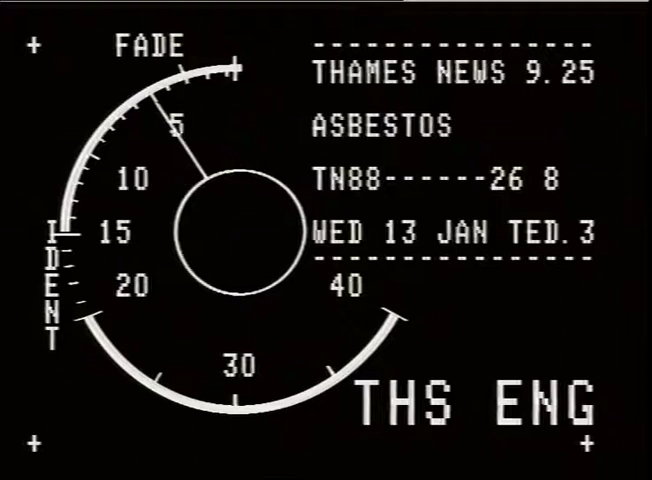 FADE
THAMES NEWS 9.25
5
ASBESTOS
10
TN88------26 8
15
WED 13 JAN TED.3
IDENT
20
40
30
THS ENG